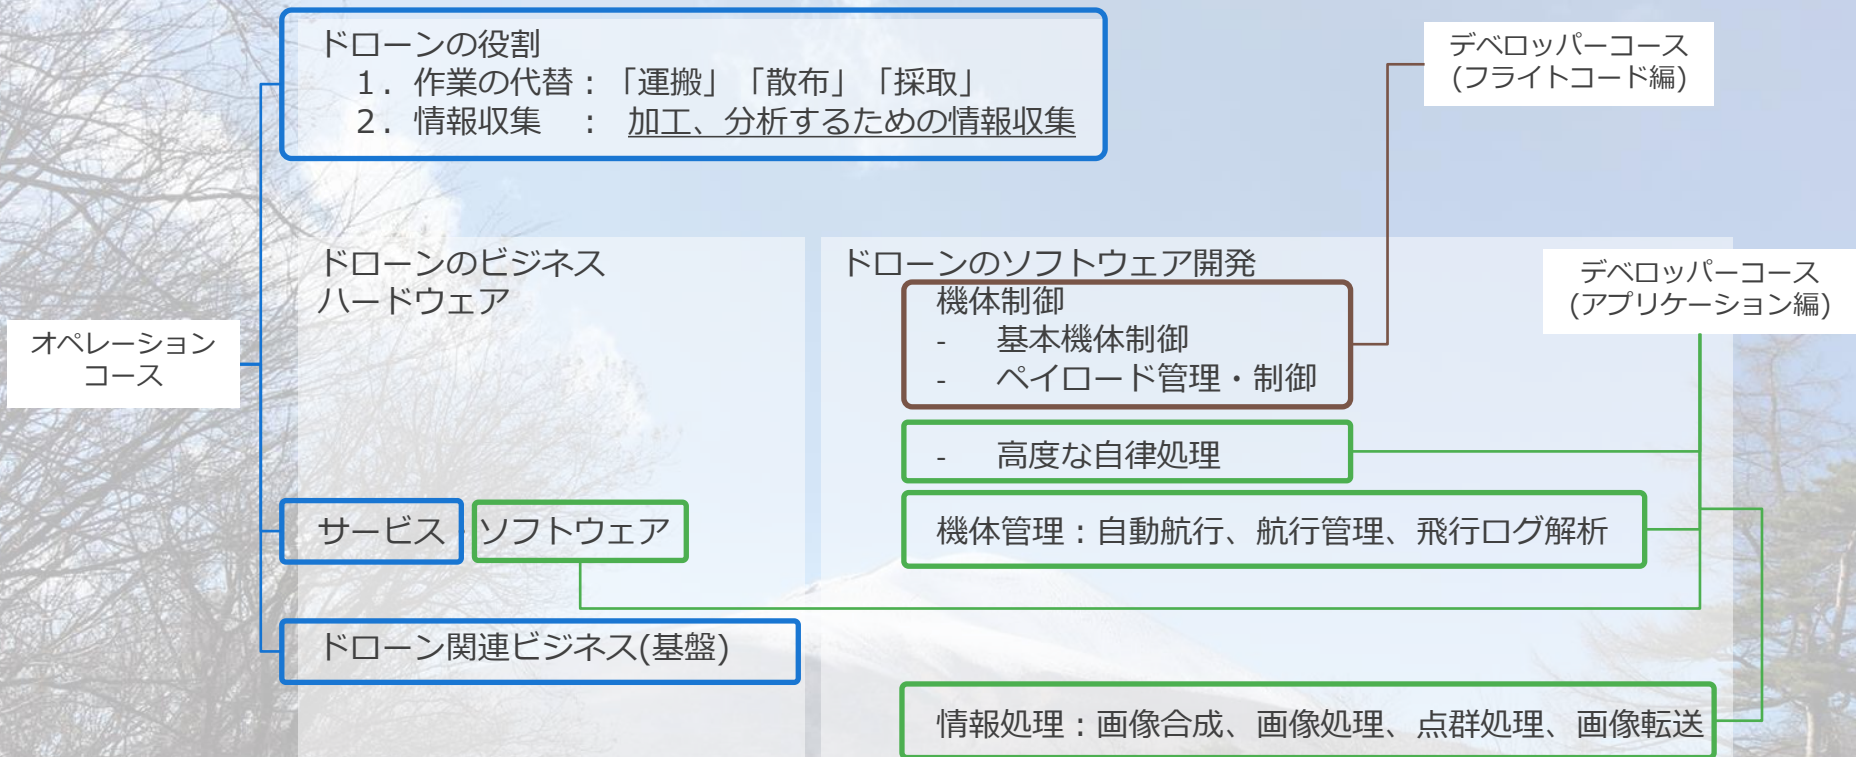 ドローンの役割
1. 作業の代替：「運搬」「散布」「採取」
2. 情報収集 ： 加工、分析するための情報収集
デベロッパーコース
(フライトコード編)
オペレーション
コース
ドローンのビジネス
ハードウェア
サービス ソフトウェア
ドローン関連ビジネス(基盤)
ドローンのソフトウェア開発
機体制御
- 基本機体制御
- ペイロード管理・制御
- 高度な自律処理
機体管理：自動航行、航行管理、飛行ログ解析
情報処理：画像合成、画像処理、点群処理、画像転送
デベロッパーコース
(アプリケーション編)